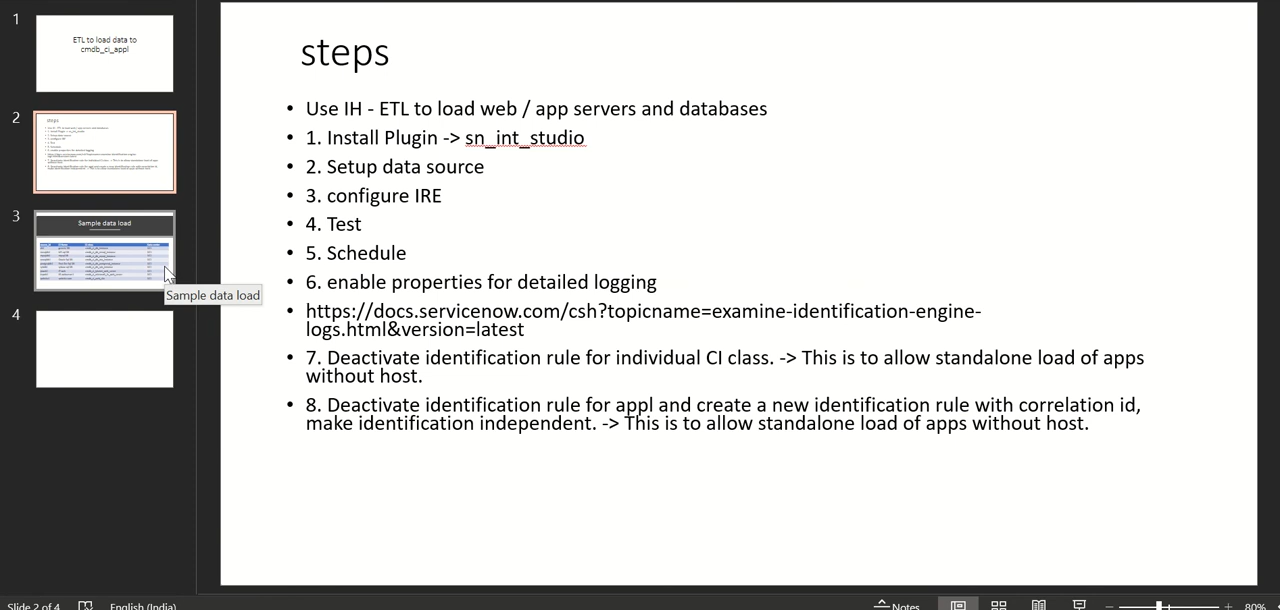 1
ETL to load data to
cmdb_ci_appl
2
steps
3
Sample data load
Sample data load
4
steps
• Use IH - ETL to load web / app servers and databases
• 1. Install Plugin -> sn_int_studio
• 2. Setup data source
• 3. configure IRE
• 4. Test
• 5. Schedule
• 6. enable properties for detailed logging
• https://docs.servicenow.com/csh?topicname=examine-identification-engine-
logs.html&version=latest
• 7. Deactivate identification rule for individual CI class. -> This is to allow standalone load of apps
without host.
• 8. Deactivate identification rule for appl and create a new identification rule with correlation id,
make identification independent. -> This is to allow standalone load of apps without host.
Slide 2 of 4
English (India)
Notes
80%